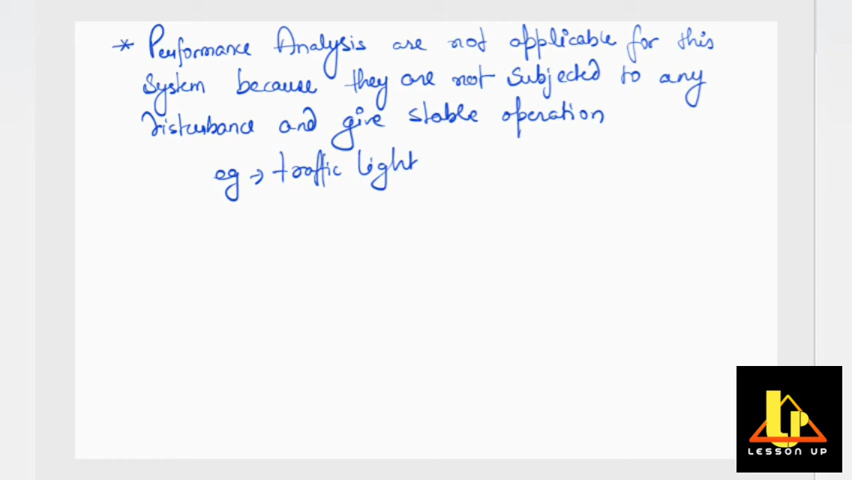 * Performance Analysis are not applicable for this
System because they are not subjected to any
disturbance and give stable operation
eg → traffic light
LESSON UP